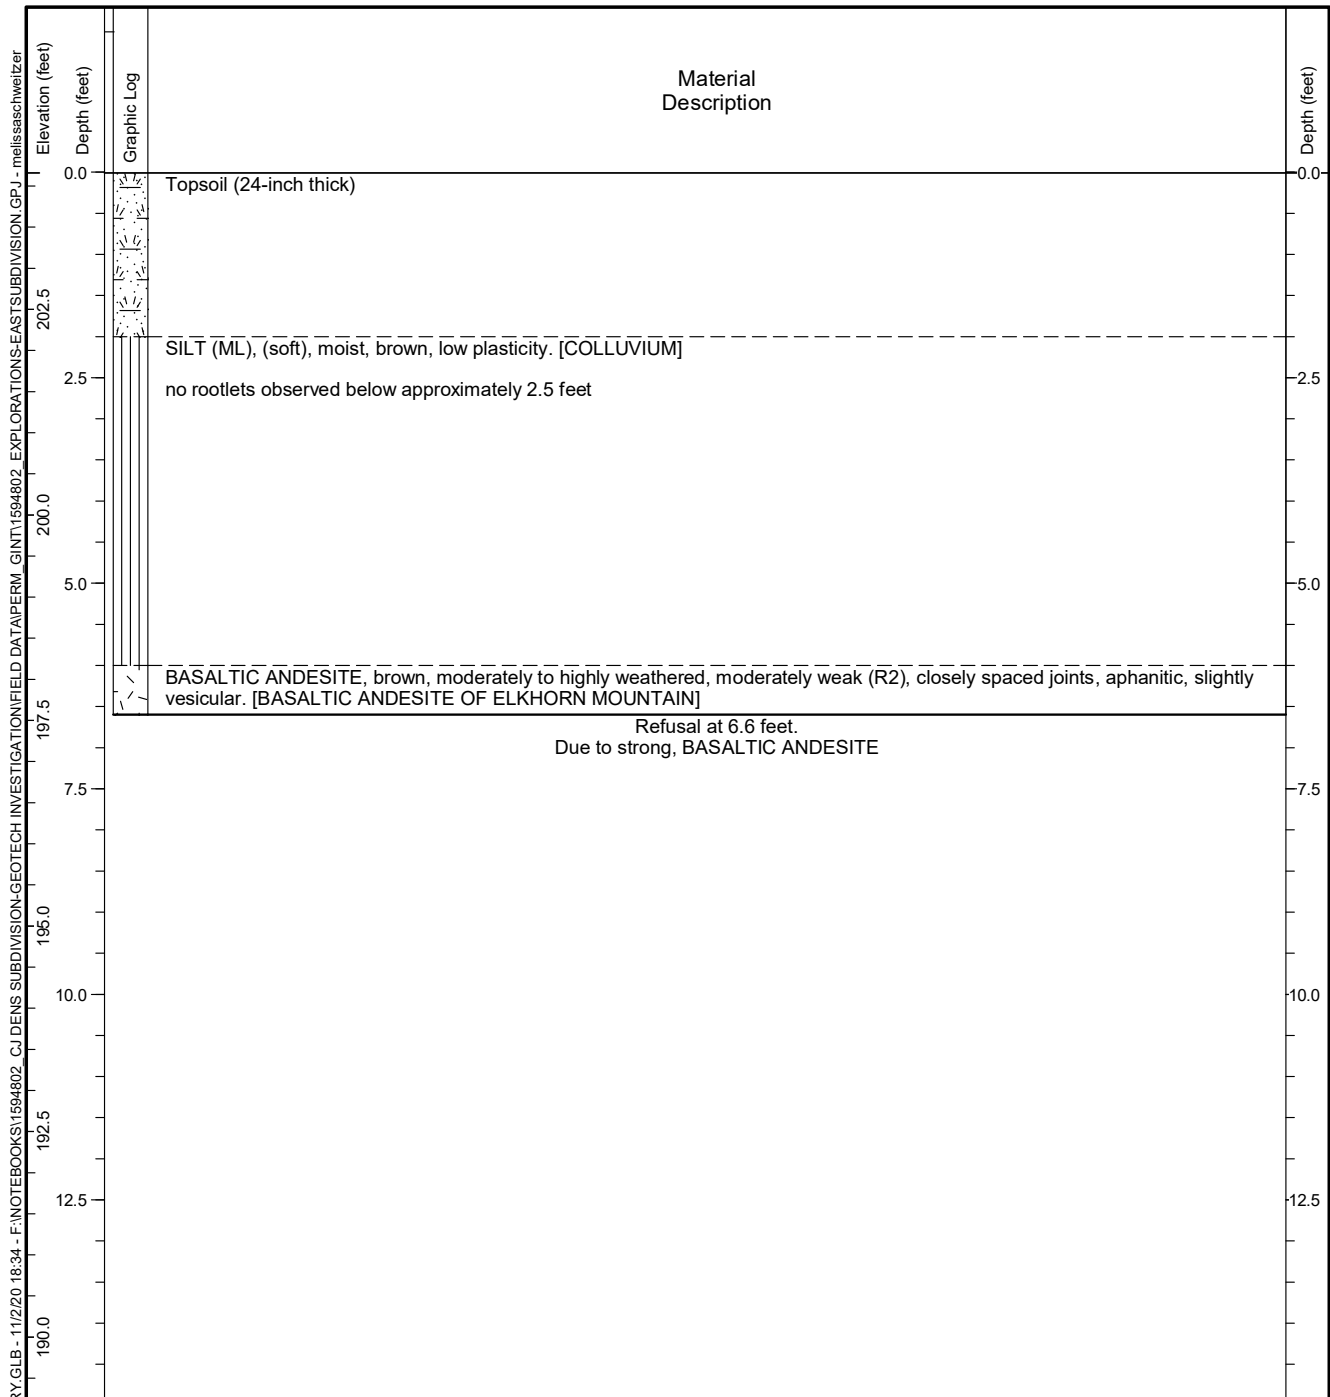 RY.GLB - 11/2/20 18:34 - F:\NOTEBOOKS\1594802_CJ DENS SUBDIVISION-GEOTECH INVESTIGATION\FIELD DATA\PERM_GINT\1594802_EXPLORATIONS-EASTSUBDIVISION.GPJ - melissaschweitzer
Elevation (feet)
Depth (feet)
Graphic Log
Material
Description
Depth (feet)
0.0
Topsoil (24-inch thick)
0.0
202.5
SILT (ML), (soft), moist, brown, low plasticity. [COLLUVIUM]
2.5
no rootlets observed below approximately 2.5 feet
2.5
200.0
5.0
5.0
BASALTIC ANDESITE, brown, moderately to highly weathered, moderately weak (R2), closely spaced joints, aphanitic, slightly
vesicular. [BASALTIC ANDESITE OF ELKHORN MOUNTAIN]
197.5
Refusal at 6.6 feet.
Due to strong, BASALTIC ANDESITE
7.5
7.5
195.0
10.0
10.0
192.5
12.5
12.5
190.0